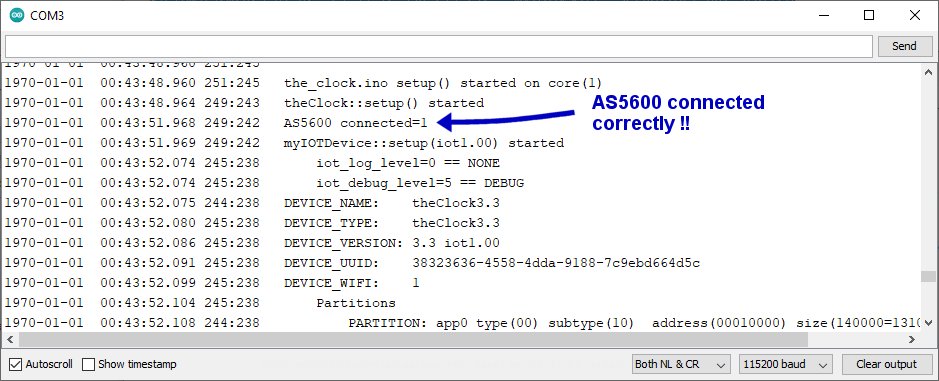 COM3
Send
1970-01-01 00:43:48.960 251:245
1970-01-01 00:43:48.960 251:245 the_clock.ino setup() started on core(1)
1970-01-01 00:43:48.964 249:243 theClock::setup() started
1970-01-01 00:43:51.968 249:242 AS5600 connected=1
AS5600 connected
correctly !!
1970-01-01 00:43:51.969 249:242 myIOTDevice::setup(iot1.00) started
1970-01-01 00:43:52.074 245:238 iot_log_level=0 == NONE
1970-01-01 00:43:52.074 245:238 iot_debug_level=5 == DEBUG
1970-01-01 00:43:52.075 244:238 DEVICE_NAME: theClock3.3
1970-01-01 00:43:52.080 245:238 DEVICE_TYPE: theClock3.3
1970-01-01 00:43:52.086 245:238 DEVICE_VERSION: 3.3 iot1.00
1970-01-01 00:43:52.091 245:238 DEVICE_UUID: 38323636-4558-4dda-9188-7c9ebd664d5c
1970-01-01 00:43:52.099 245:238 DEVICE_WIFI: 1
1970-01-01 00:43:52.104 245:238 Partitions
1970-01-01 00:43:52.108 244:238 PARTITION: app0 type(00) subtype(10) address(00010000) size(140000=1310
Autoscroll Show timestamp Both NL & CR 115200 baud Clear output